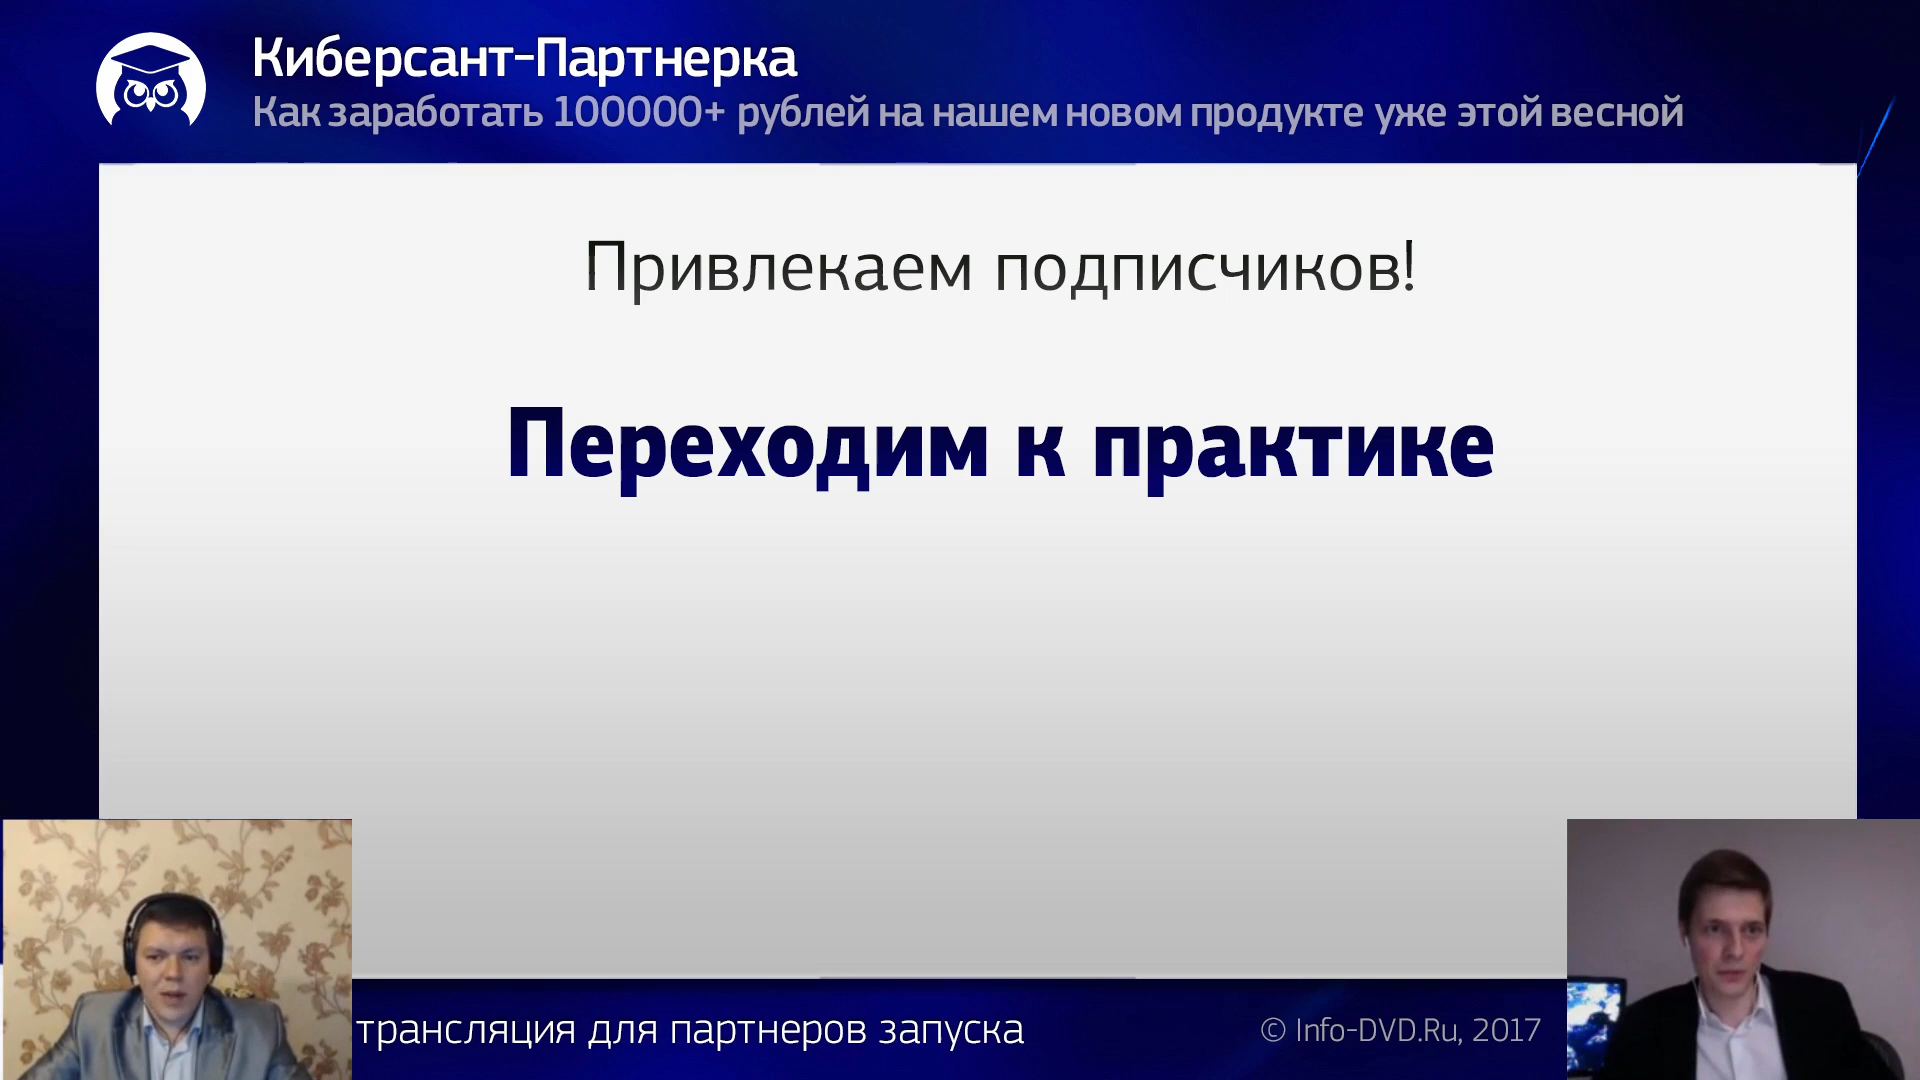 Киберсант-Партнерка
Как заработать 100000+ рублей на нашем новом продукте уже этой весной
Привлекаем подписчиков!
Переходим к практике
трансляция для партнеров запуска
© Info-DVD.Ru, 2017